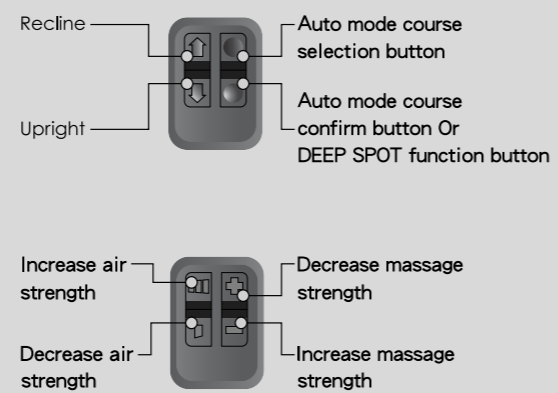 Recline
Auto mode course
selection button
Upright
Auto mode course
confirm button Or
DEEP SPOT function button
Increase air
strength
Decrease massage
strength
Decrease air
strength
Increase massage
strength